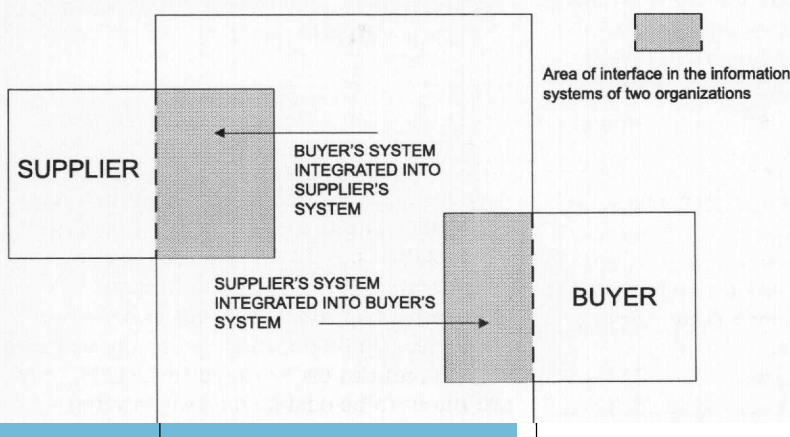 Area of interface in the information
systems of two organizations
SUPPLIER
BUYER'S SYSTEM
INTEGRATED INTO
SUPPLIER'S
SYSTEM
SUPPLIER'S SYSTEM
INTEGRATED INTO BUYER'S
SYSTEM
BUYER